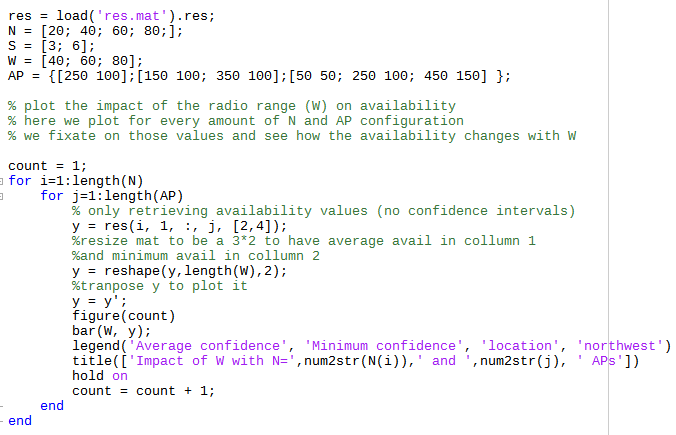 res = load('res.mat').res;
N = [20; 40; 60; 80;];
S = [3; 6];
W = [40; 60; 80];
AP = {[250 100];[150 100; 350 100];[50 50; 250 100; 450 150] };
% plot the impact of the radio range (W) on availability
% here we plot for every amount of N and AP configuration
% we fixate on those values and see how the availability changes with W
count = 1;
for i=1:length(N)
for j=1:length(AP)
% only retrieving availability values (no confidence intervals)
y = res(i, 1, :, j, [2,4]);
%resize mat to be a 3*2 to have average avail in collumn 1
%and minimum avail in collumn 2
y = reshape(y,length(W),2);
%tranpose y to plot it
y = y';
figure(count)
bar(W, y);
legend('Average confidence', 'Minimum confidence', 'location', 'northwest')
title(['Impact of W with N=',num2str(N(i)),' and ',num2str(j), ' APs'])
hold on
count = count + 1;
end
end